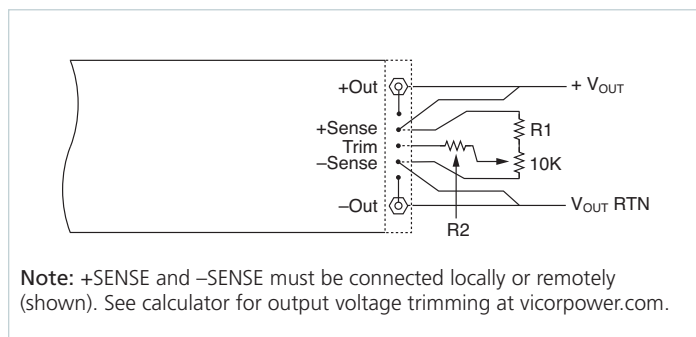 +Out
+ VOUT
+Sense
R1
Trim
–Sense
10K
–Out
VOUT RTN
R2
Note: +SENSE and –SENSE must be connected locally or remotely
(shown). See calculator for output voltage trimming at vicorpower.com.